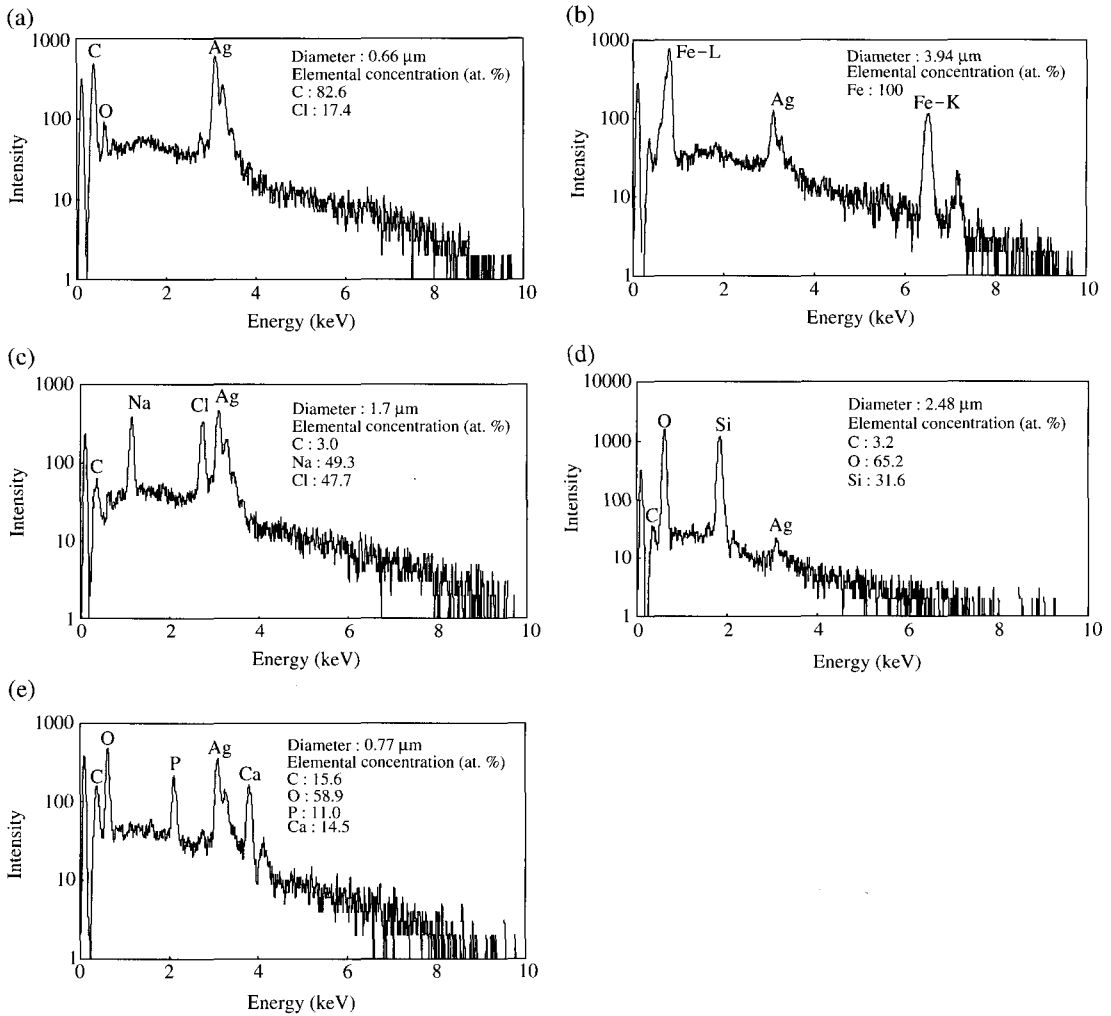 (a)
1000
100
10
1
Intensity
C
O
Ag
Diameter : 0.66 μm
Elemental concentration (at. %)
C : 82.6
Cl : 17.4
0 2 4 6 8 10
Energy (keV)
(b)
1000
100
10
1
Intensity
Fe–L
Ag
Fe–K
Diameter : 3.94 μm
Elemental concentration (at. %)
Fe : 100
0 2 4 6 8 10
Energy (keV)
(c)
1000
100
10
1
Intensity
C
Na
Cl
Ag
Diameter : 1.7 μm
Elemental concentration (at. %)
C : 3.0
Na : 49.3
Cl : 47.7
0 2 4 6 8 10
Energy (keV)
(d)
10000
1000
100
10
1
Intensity
C
O
Si
Ag
Diameter : 2.48 μm
Elemental concentration (at. %)
C : 3.2
O : 65.2
Si : 31.6
0 2 4 6 8 10
Energy (keV)
(e)
1000
100
10
1
Intensity
C
O
P
Ag
Ca
Diameter : 0.77 μm
Elemental concentration (at. %)
C : 15.6
O : 58.9
P : 11.0
Ca : 14.5
0 2 4 6 8 10
Energy (keV)